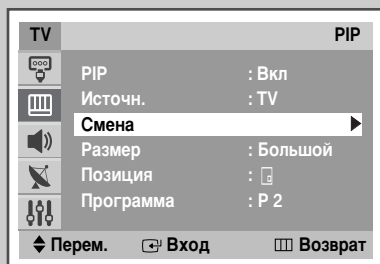 TV PIP
PIP : Вкл
Источн. : TV
Смена
Размер : Большой
Позиция :
Программа : P 2
Перем. Вход Возврат